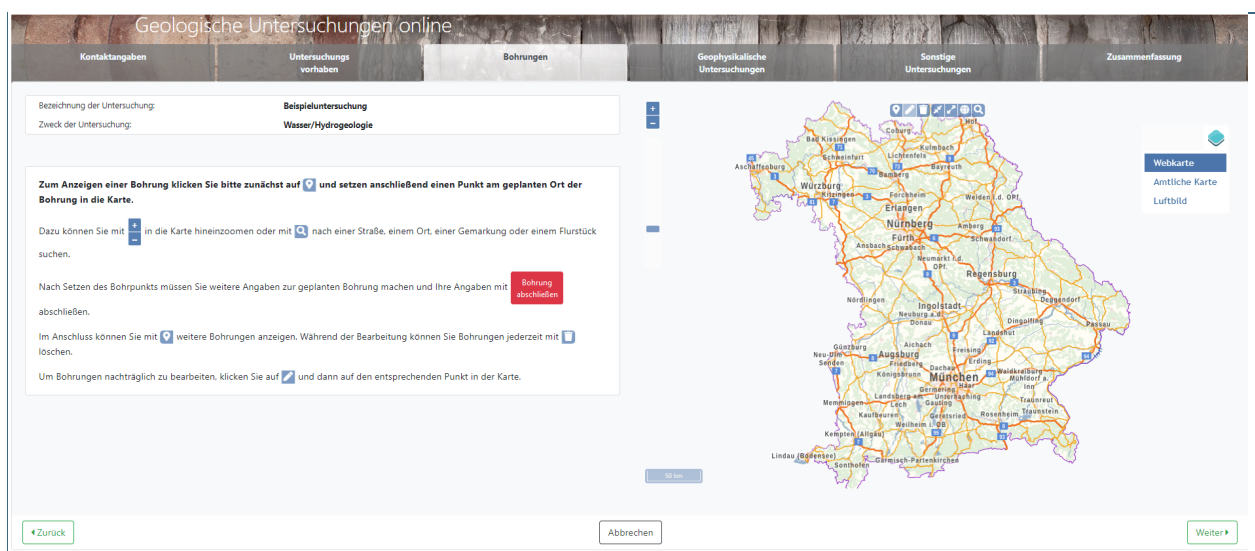 Geologische Untersuchungen online
Kontaktangaben
Untersuchungs
vorhaben
Bohrungen
Geophysikalische
Untersuchungen
Sonstige
Untersuchungen
Zusammenfassung
Bezeichnung der Untersuchung: Beispieluntersuchung
Zweck der Untersuchung: Wasser/Hydrogeologie
Zum Anzeigen einer Bohrung klicken Sie bitte zunächst auf und setzen anschließend einen Punkt am geplanten Ort der
Bohrung in die Karte.
Dazu können Sie mit + − in die Karte hineinzoomen oder mit nach einer Straße, einem Ort, einer Gemarkung oder einem Flurstück
suchen.
Nach Setzen des Bohrpunkts müssen Sie weitere Angaben zur geplanten Bohrung machen und Ihre Angaben mit Bohrung
abschließen
abschließen.
Im Anschluss können Sie mit weitere Bohrungen anzeigen. Während der Bearbeitung können Sie Bohrungen jederzeit mit
löschen.
Um Bohrungen nachträglich zu bearbeiten, klicken Sie auf und dann auf den entsprechenden Punkt in der Karte.
+
−
Hof
Coburg
Bad Kissingen
Kulmbach
Schweinfurt
Lichtenfels
Aschaffenburg
Bamberg
Bayreuth
Würzburg
Kitzingen
Forchheim
Weiden i.d. OPf.
Erlangen
Nürnberg
Amberg
Fürth
Schwandorf
Ansbach
Schwabach
Neumarkt i.d.
OPf.
Regensburg
Straubing
Deggendorf
Nördlingen
Ingolstadt
Neuburg a.d.
Donau
Dingolfing
Passau
Landshut
Günzburg
Aichach
Freising
Neu-Ulm
Augsburg
Erding
Senden
Friedberg
Dachau
Waldkraiburg
Königsbrunn
München
Mühldorf a.
Inn
Haar
Germering
Landsberg am
Lech
Unterhaching
Gauting
Traunreut
Memmingen
Kaufbeuren
Geretsried
Rosenheim
Traunstein
Weilheim i. OB
Kempten (Allgäu)
Lindau (Bodensee)
Sonthofen
Garmisch-Partenkirchen
50 km
Webkarte
Amtliche Karte
Luftbild
Zurück
Abbrechen
Weiter